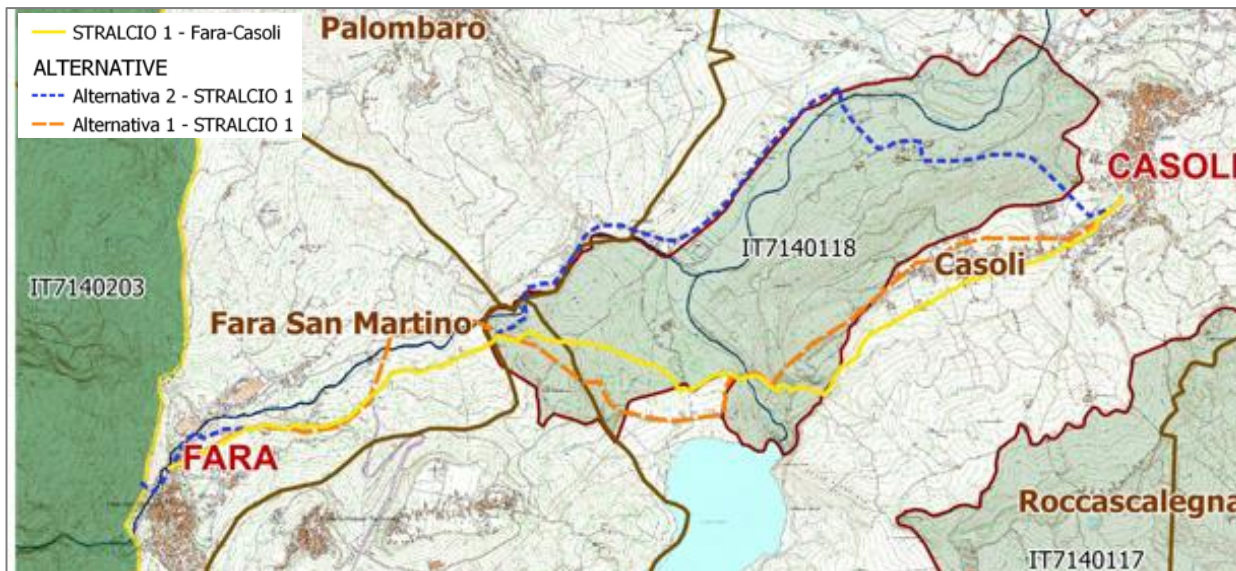 STRALCIO 1 - Fara-Casoli
ALTERNATIVE
Alternativa 2 - STRALCIO 1
Alternativa 1 - STRALCIO 1
Palombaro
CASOLI
IT7140118
IT7140203
Casoli
Fara San Martino
FARA
Roccascalegna
IT7140117